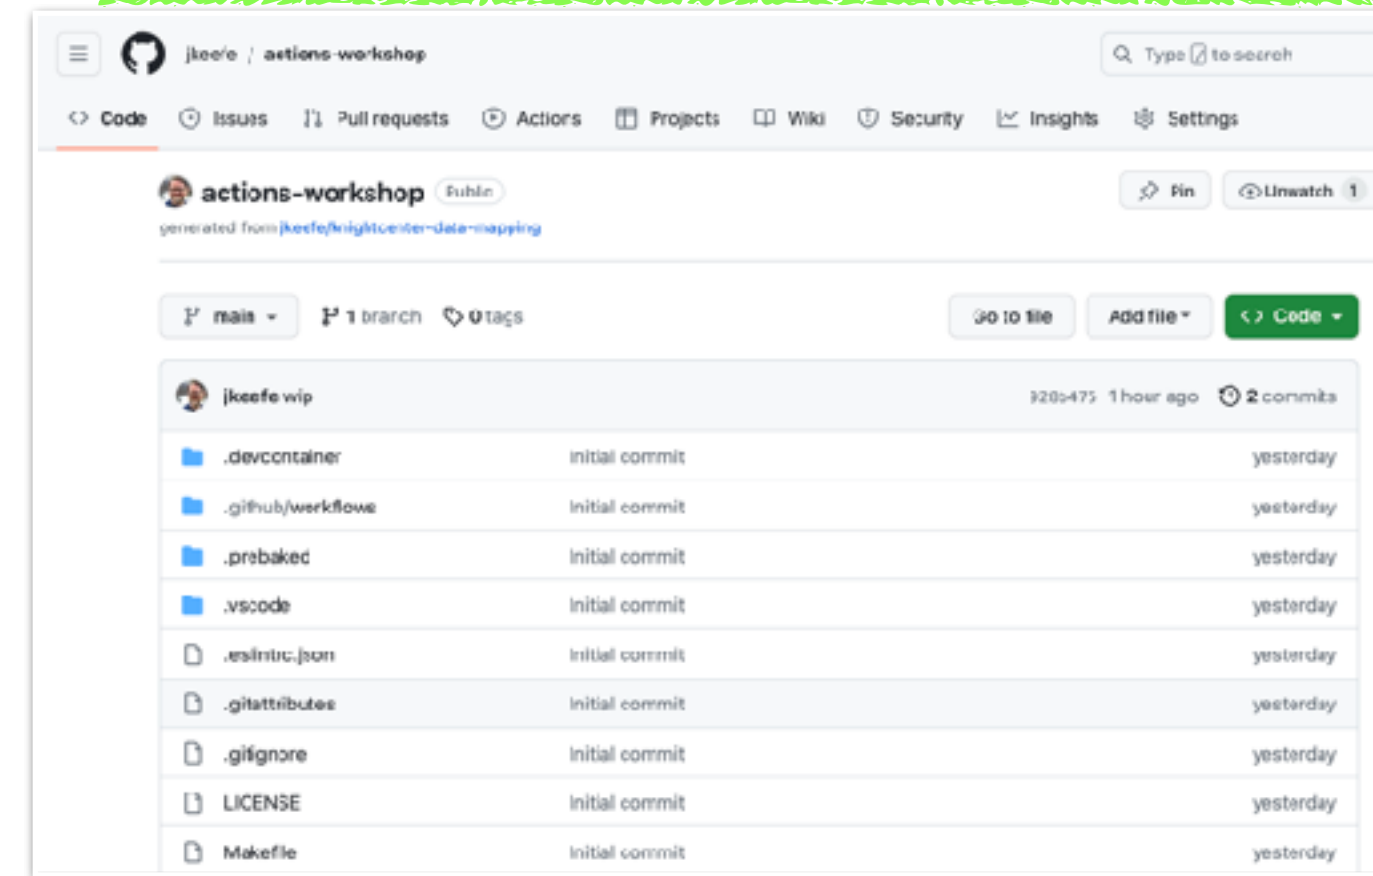 jkeefe / actions-workshop
Type / to search
Code Issues Pull requests Actions Projects Wiki Security Insights Settings
actions-workshop Public
Pin
Unwatch 1
generated from jkeefe/knightcenter-data-mapping
main 1 branch 0 tags
Go to file
Add file
Code
jkeefe wip
1 hour ago 2 commits
.devcontainer Initial commit yesterday
.github/workflows Initial commit yesterday
.prebaked Initial commit yesterday
.vscode Initial commit yesterday
.eslintrc.json Initial commit yesterday
.gitattributes Initial commit yesterday
.gitignore Initial commit yesterday
LICENSE Initial commit yesterday
Makefile Initial commit yesterday